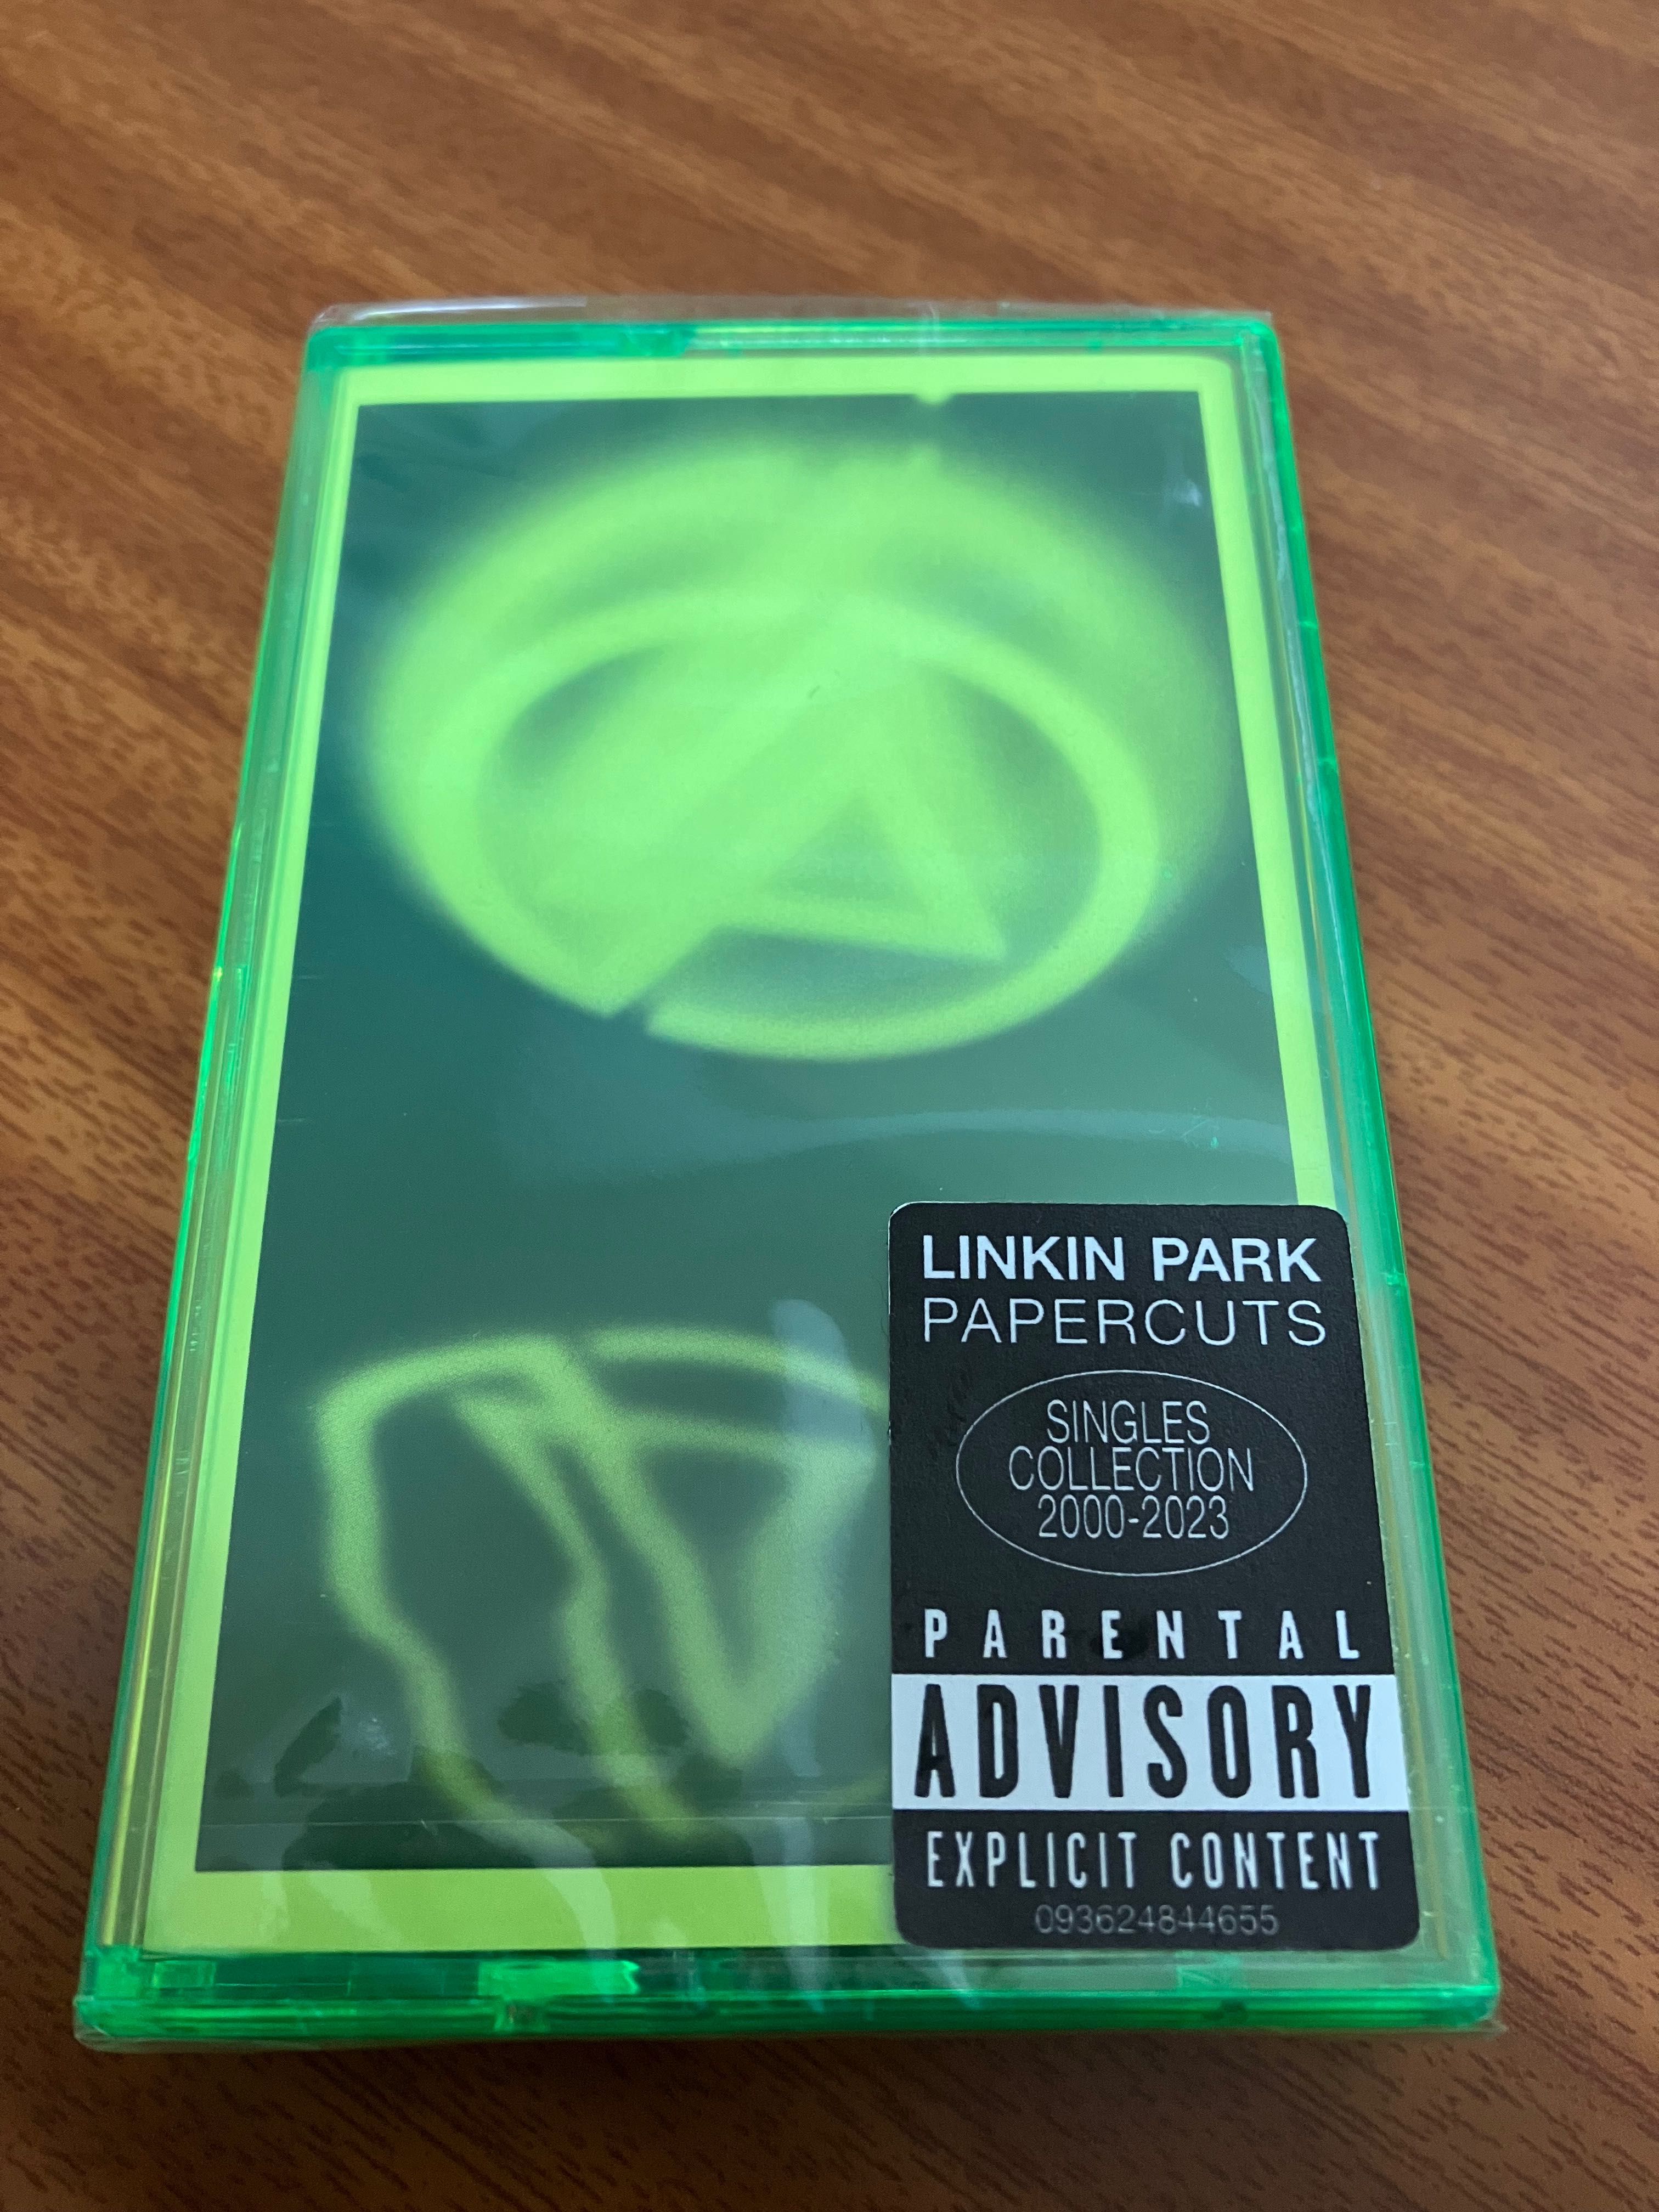 LINKIN PARK
PAPERCUTS
SINGLES
COLLECTION
2000-2023
PARENTAL
ADVISORY
EXPLICIT CONTENT
093624844655